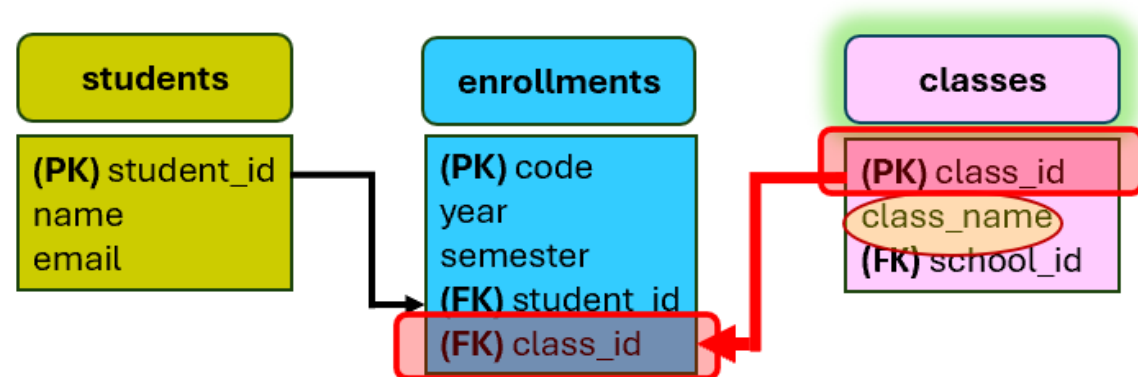 students
(PK) student_id
name
email
enrollments
(PK) code
year
semester
(FK) student_id
(FK) class_id
classes
(PK) class_id
class_name
(FK) school_id